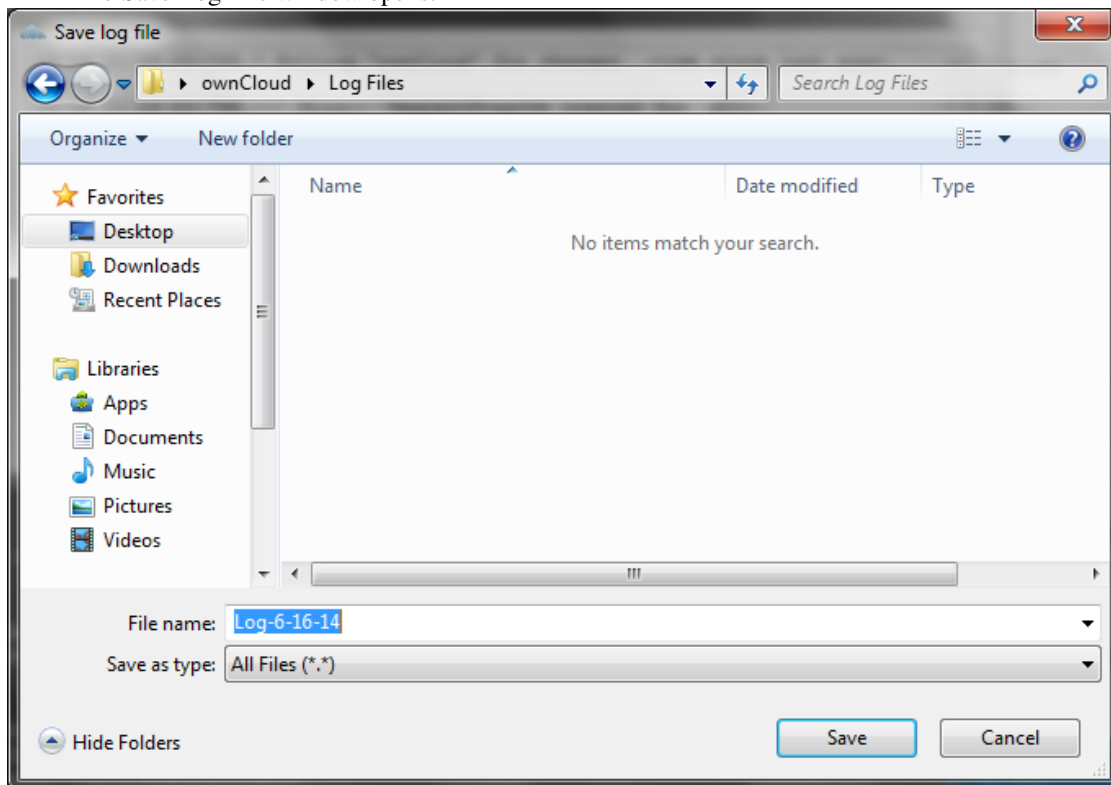 Save log file
ownCloud Log Files Search Log Files
Organize New folder
Name Date modified Type
No items match your search.
Favorites
Desktop
Downloads
Recent Places
Libraries
Apps
Documents
Music
Pictures
Videos
File name: Log-6-16-14
Save as type: All Files (*.*)
Hide Folders Save Cancel